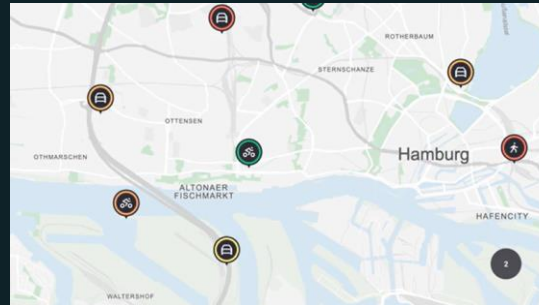 ROTHERBAUM
STERNSCHANZE
OTTENSEN
OTHMARSCHEN
Hamburg
ALTONAER
FISCHMARKT
HAFENCITY
2
WALTERSHOF